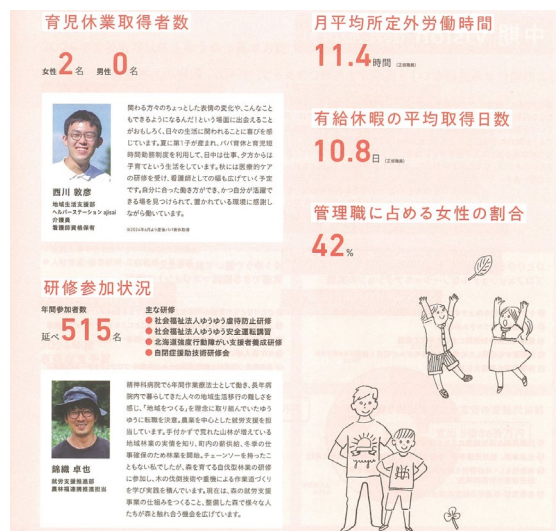 育児休業取得者数
女性2名 男性0名
関わる方々のちょっとした表情の変化や、こんなこと
もできるようになるんだ!という場面に出会えること
がおもしろく、日々の生活に関われることに喜びを感
じています。夏に第1子が産まれ、パパ育休と育児短
時間勤務制度を利用して、日中は仕事、夕方からは
子育てという生活をしています。秋には医療的ケア
の研修を受け、看護師としての幅も広げていく予定
です。自分に合った働き方ができ、かつ自分が活躍で
きる場を見つけられて、置かれている環境に感謝し
ながら働いています。
※2024年6月より産後パパ育休取得
西川 敦彦
地域生活支援部
ヘルパーステーション ajisai
介護員
看護師資格保有
研修参加状況
年間参加者数
延べ515名
主な研修
●社会福祉法人ゆうゆう虐待防止研修
●社会福祉法人ゆうゆう安全運転講習
●北海道強度行動障がい支援者養成研修
●自閉症援助技術研修会
精神科病院で6年間作業療法士として働き、長年病
院内で暮らしてきた人々の地域生活移行の難しさを
感じ、「地域をつくる」を理念に取り組んでいたゆう
ゆうに転職を決意。農業を中心とした就労支援を担
当しています。手付かずで荒れた山林が増えている
地域林業の実情を知り、町内の薪供給、冬季の仕
事確保のため林業を開始。チェーンソーを持ったこ
ともない私でしたが、森を育てる自伐型林業の研修
に参加し、木の伐倒技術や重機による作業道づくり
を学び実践を積んでいます。現在は、森の就労支援
事業の仕組みをつくること、整備した森で様々な人
たちが森と触れ合う機会を広げています。
錦織 卓也
就労支援推進部
農林福連携推進担当
月平均所定外労働時間
11.4時間 (正規職員)
有給休暇の平均取得日数
10.8日 (正規職員)
管理職に占める女性の割合
42%
yuyu